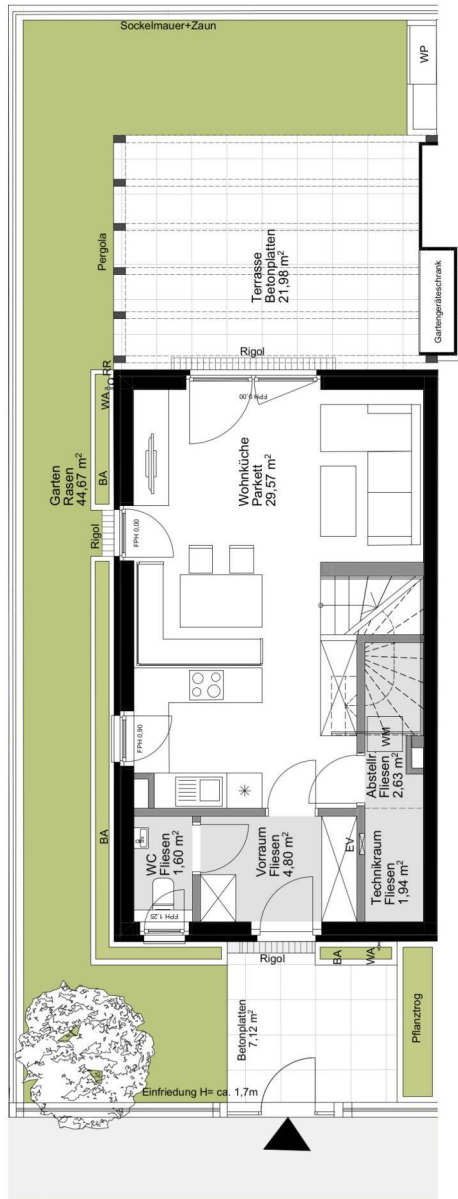 Sockelmauer+Zaun
WP
Pergola
Terrasse
Betonplatten
21,98 m²
Gartengeräteschrank
Rigol
RR
WA
FPH 0,00
BA
Garten
Rasen
44,67 m²
Wohnküche
Parkett
29,57 m²
Rigol
FPH 0,00
FPH 0,90
WM
Abstellr.
Fliesen
2,63 m²
BA
WC
Fliesen
1,60 m²
Vorraum
Fliesen
4,80 m²
EV
Technikraum
Fliesen
1,94 m²
FPH 1,25
Rigol
BA
WA
Betonplatten
7,12 m²
Pflanztrog
Einfriedung H= ca. 1,7m